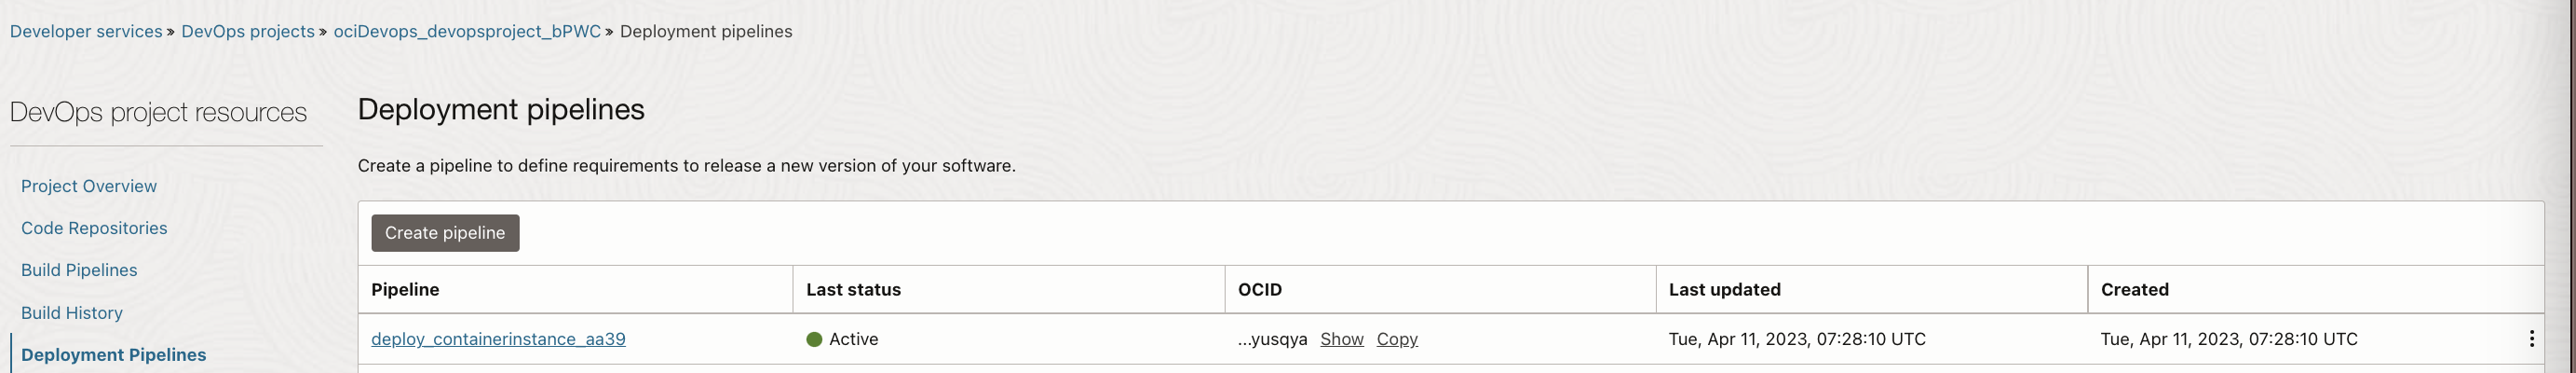 Developer services » DevOps projects » ociDevops_devopsproject_bPWC » Deployment pipelines
DevOps project resources
Project Overview
Code Repositories
Build Pipelines
Build History
Deployment Pipelines
Deployment pipelines
Create a pipeline to define requirements to release a new version of your software.
Create pipeline
Pipeline Last status OCID Last updated Created
deploy_containerinstance_aa39 Active ...yusqya Show Copy Tue, Apr 11, 2023, 07:28:10 UTC Tue, Apr 11, 2023, 07:28:10 UTC